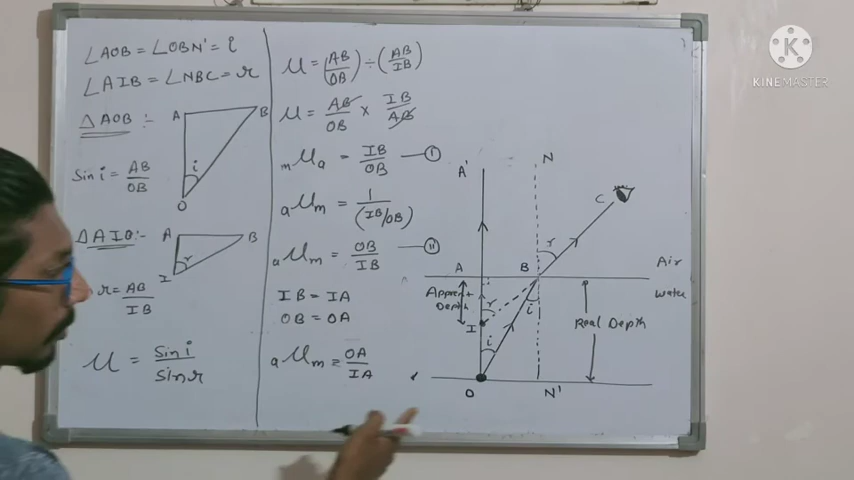 ∠AOB = ∠OBN' = i
∠AIB = ∠NBC = r
△AOB :-
A B
i
O
Sin i = AB/OB
△AIB :-
A B
r
I
r = AB/IB
μ = Sin i/Sin r
μ = (AB/OB) ÷ (AB/IB)
μ = AB/OB × IB/AB
mμa = IB/OB — I
aμm = 1/(IB/OB)
aμm = OB/IB — II
IB = IA
OB = OA
aμm = OA/IA
A' N
C
r
A B Air
Water
Apparent Depth
r i
I
Real Depth
i
O N'
K
KINEMASTER